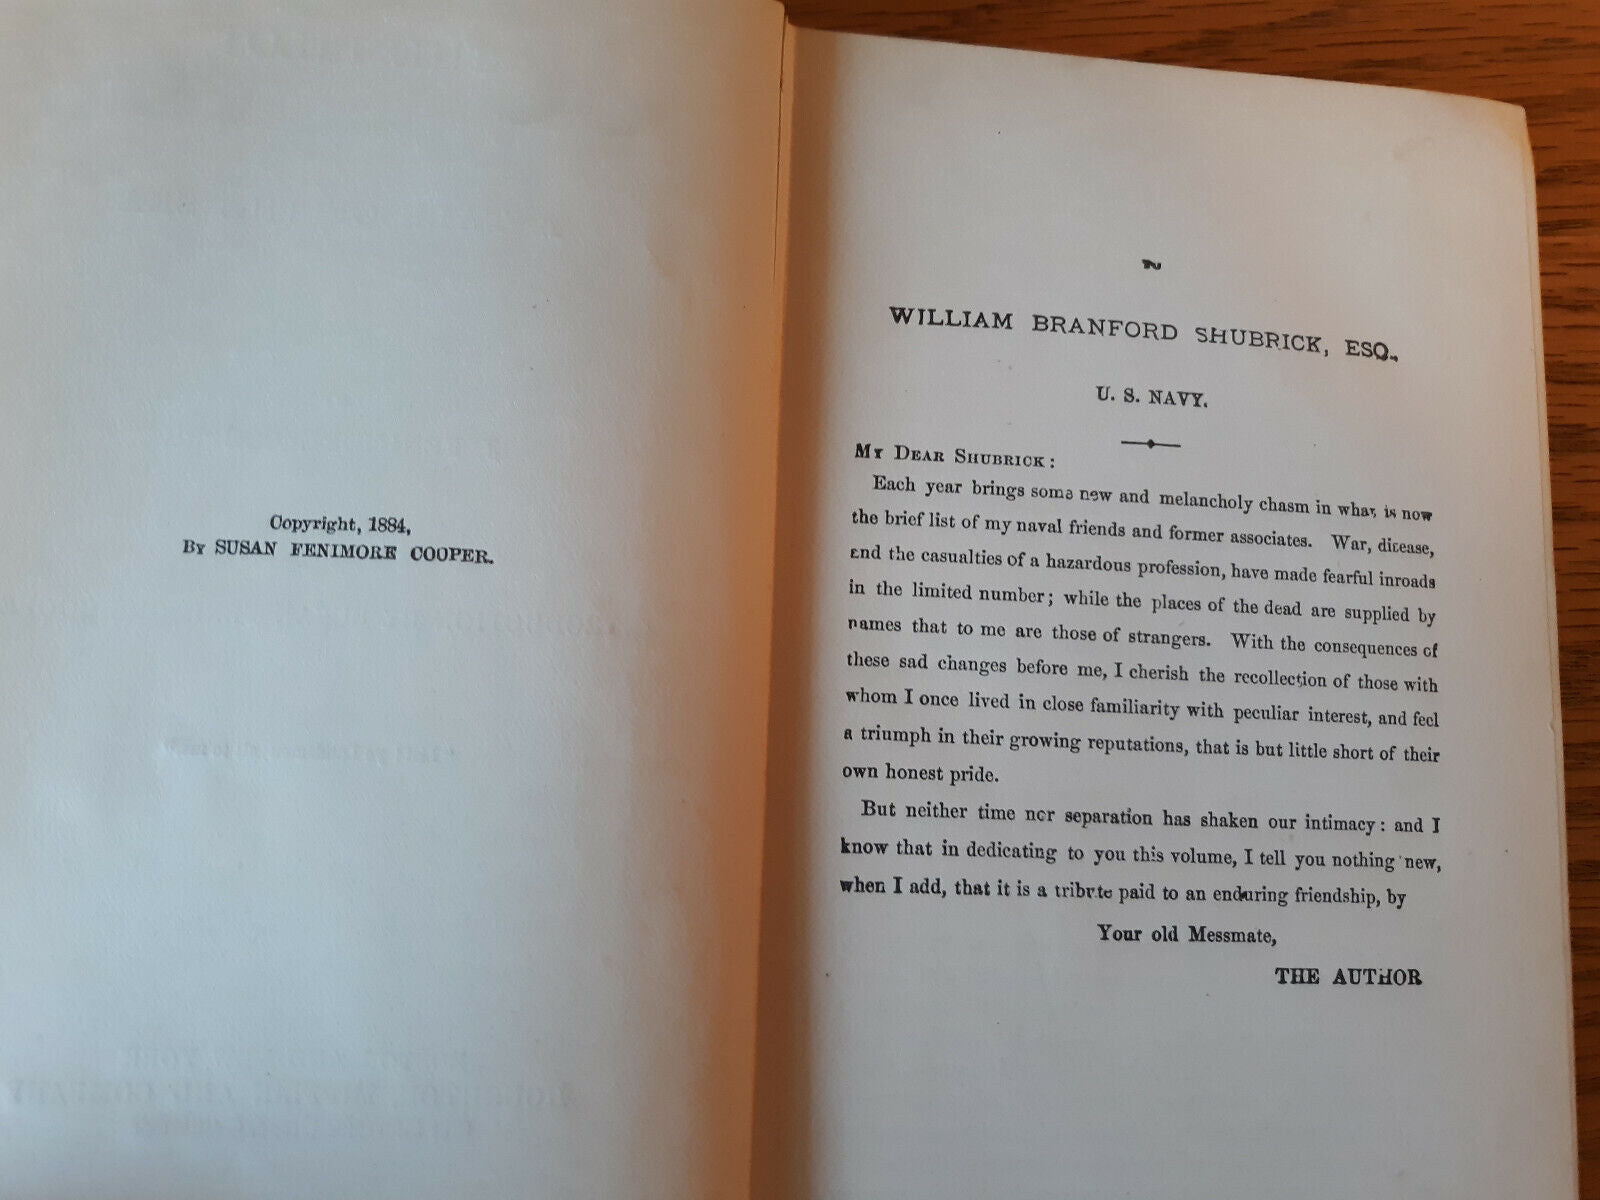 Copyright, 1884,
By SUSAN FENIMORE COOPER.
WILLIAM BRANFORD SHUBRICK, ESQ.,
U. S. NAVY.
My Dear Shubrick:
Each year brings some new and melancholy chasm in what is now
the brief list of my naval friends and former associates. War, disease,
and the casualties of a hazardous profession, have made fearful inroads
in the limited number; while the places of the dead are supplied by
names that to me are those of strangers. With the consequences of
these sad changes before me, I cherish the recollection of those with
whom I once lived in close familiarity with peculiar interest, and feel
a triumph in their growing reputations, that is but little short of their
own honest pride.
But neither time nor separation has shaken our intimacy: and I
know that in dedicating to you this volume, I tell you nothing new,
when I add, that it is a tribute paid to an enduring friendship, by
Your old Messmate,
THE AUTHOR